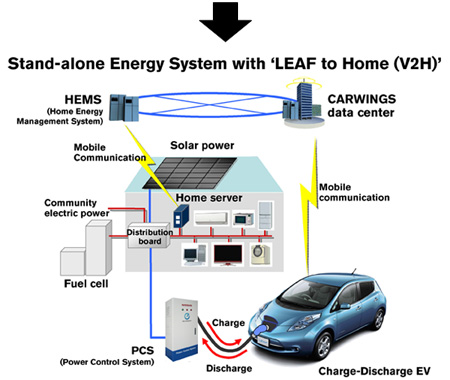 Stand-alone Energy System with ‘LEAF to Home (V2H)’
HEMS
(Home Energy
Management System)
CARWINGS
data center
Mobile
Communication
Solar power
Home server
Mobile
communication
Community
electric power
Distribution
board
Fuel cell
Charge
Discharge
PCS
(Power Control System)
Charge-Discharge EV